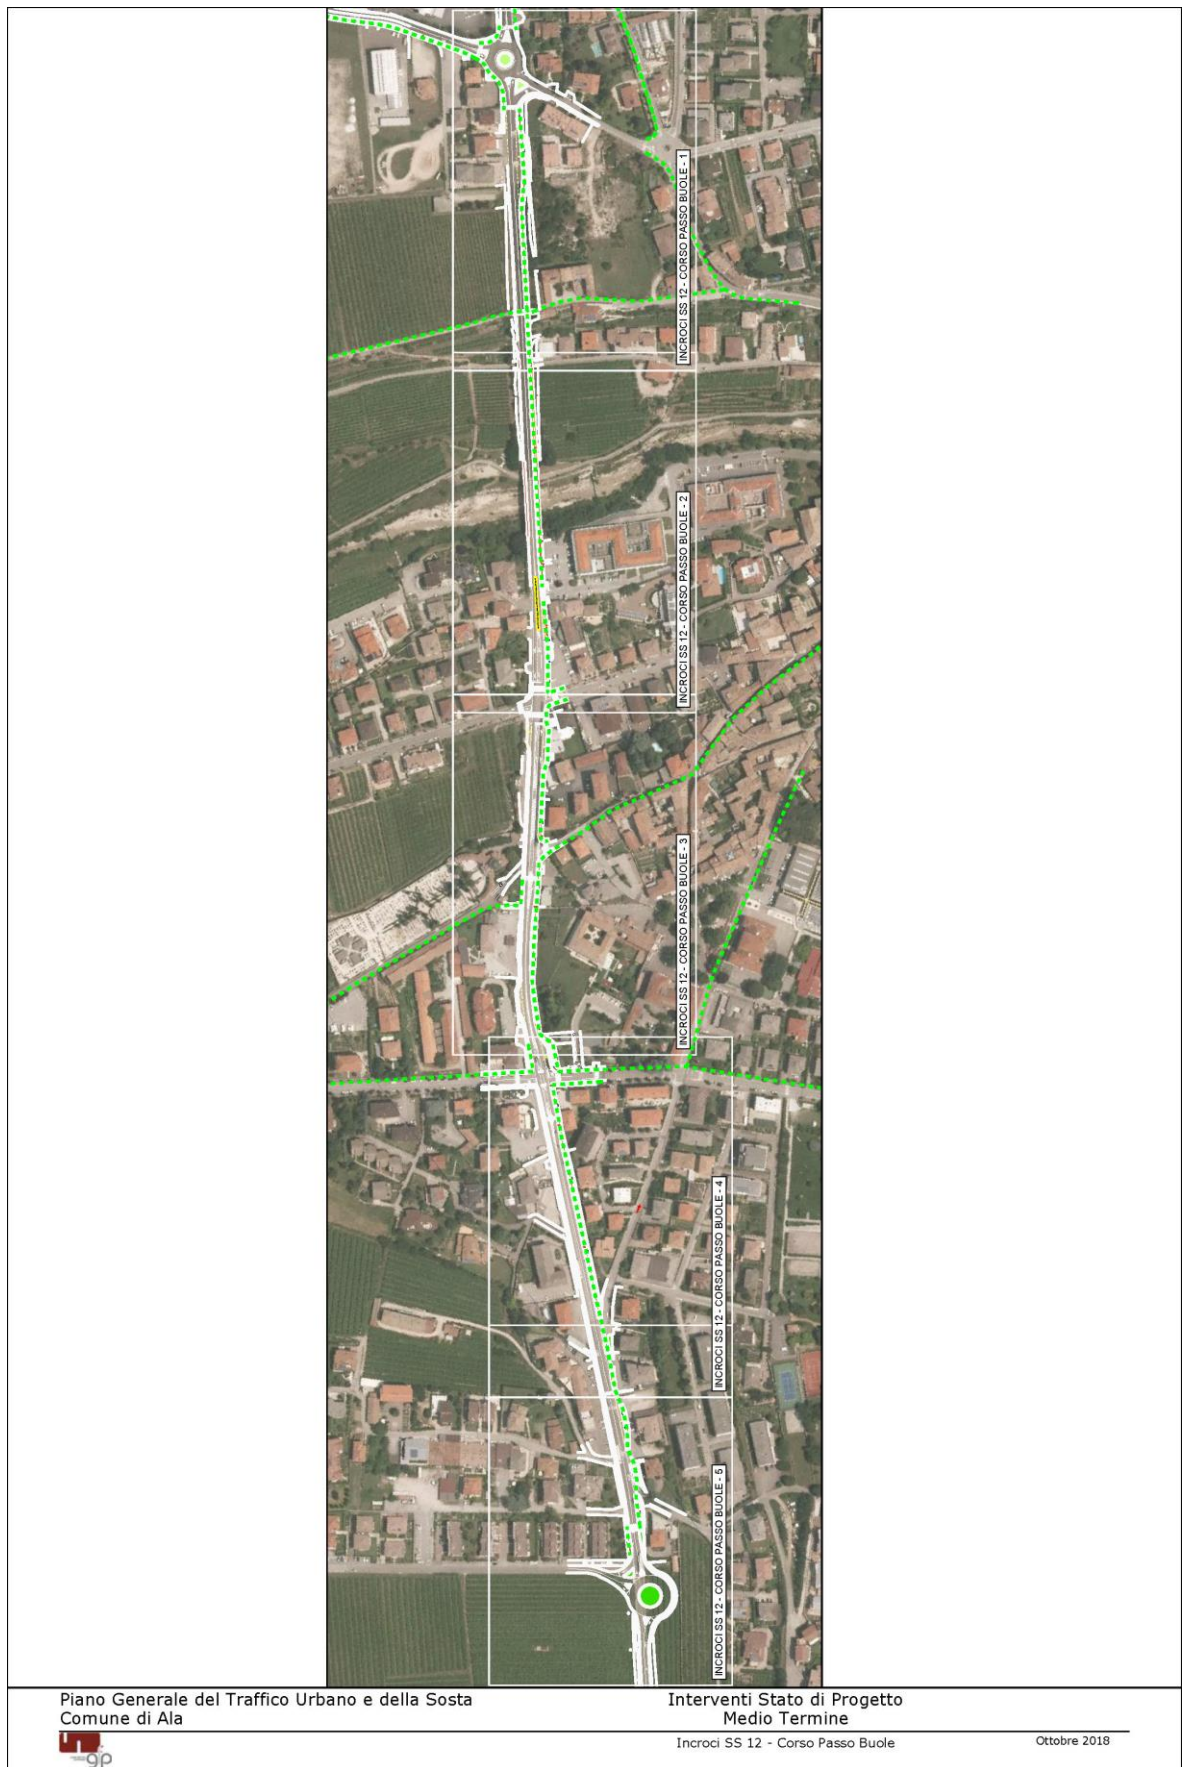 INCROCI SS 12 - CORSO PASSO BUOLE - 1
INCROCI SS 12 - CORSO PASSO BUOLE - 2
INCROCI SS 12 - CORSO PASSO BUOLE - 3
INCROCI SS 12 - CORSO PASSO BUOLE - 4
INCROCI SS 12 - CORSO PASSO BUOLE - 5
Piano Generale del Traffico Urbano e della Sosta
Comune di Ala
Interventi Stato di Progetto
Medio Termine
Incroci SS 12 - Corso Passo Buole
Ottobre 2018
gp